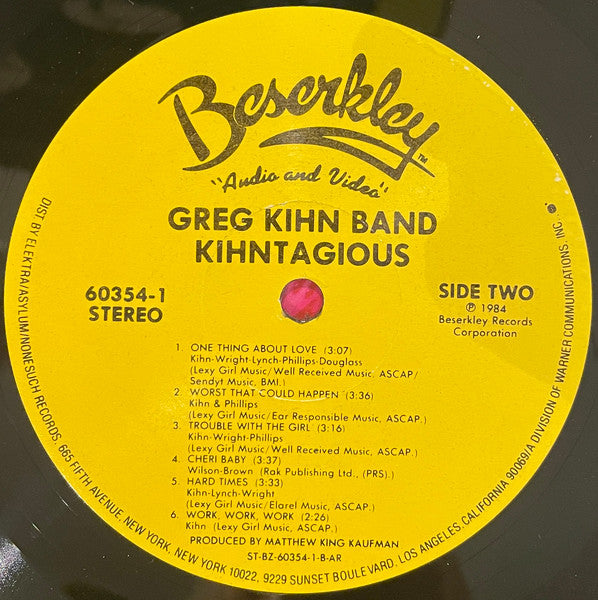 Beserkley™
"Audio and Video"
GREG KIHN BAND
KIHNTAGIOUS
60354-1
STEREO
SIDE TWO
Ⓟ 1984
Beserkley Records
Corporation
1. ONE THING ABOUT LOVE (3:07)
Kihn-Wright-Lynch-Phillips-Douglass
(Lexy Girl Music/Well Received Music, ASCAP/
Sendyt Music, BMI.)
2. WORST THAT COULD HAPPEN (3:36)
Kihn & Phillips
(Lexy Girl Music/Ear Responsible Music, ASCAP.)
3. TROUBLE WITH THE GIRL (3:16)
Kihn-Wright-Phillips
(Lexy Girl Music/Well Received Music, ASCAP.)
4. CHERI BABY (3:37)
Wilson-Brown (Rak Publishing Ltd., (PRS).)
5. HARD TIMES (3:33)
Kihn-Lynch-Wright
(Lexy Girl Music/Elarel Music, ASCAP.)
6. WORK, WORK, WORK (2:26)
Kihn (Lexy Girl Music, ASCAP.)
PRODUCED BY MATTHEW KING KAUFMAN
ST-BZ-60354-1-B-AR
DIST. BY ELEKTRA/ASYLUM/NONESUCH RECORDS, 665 FIFTH AVENUE, NEW YORK, NEW YORK 10022, 9229 SUNSET BOULEVARD, LOS ANGELES, CALIFORNIA 90069/A DIVISION OF WARNER COMMUNICATIONS, INC.